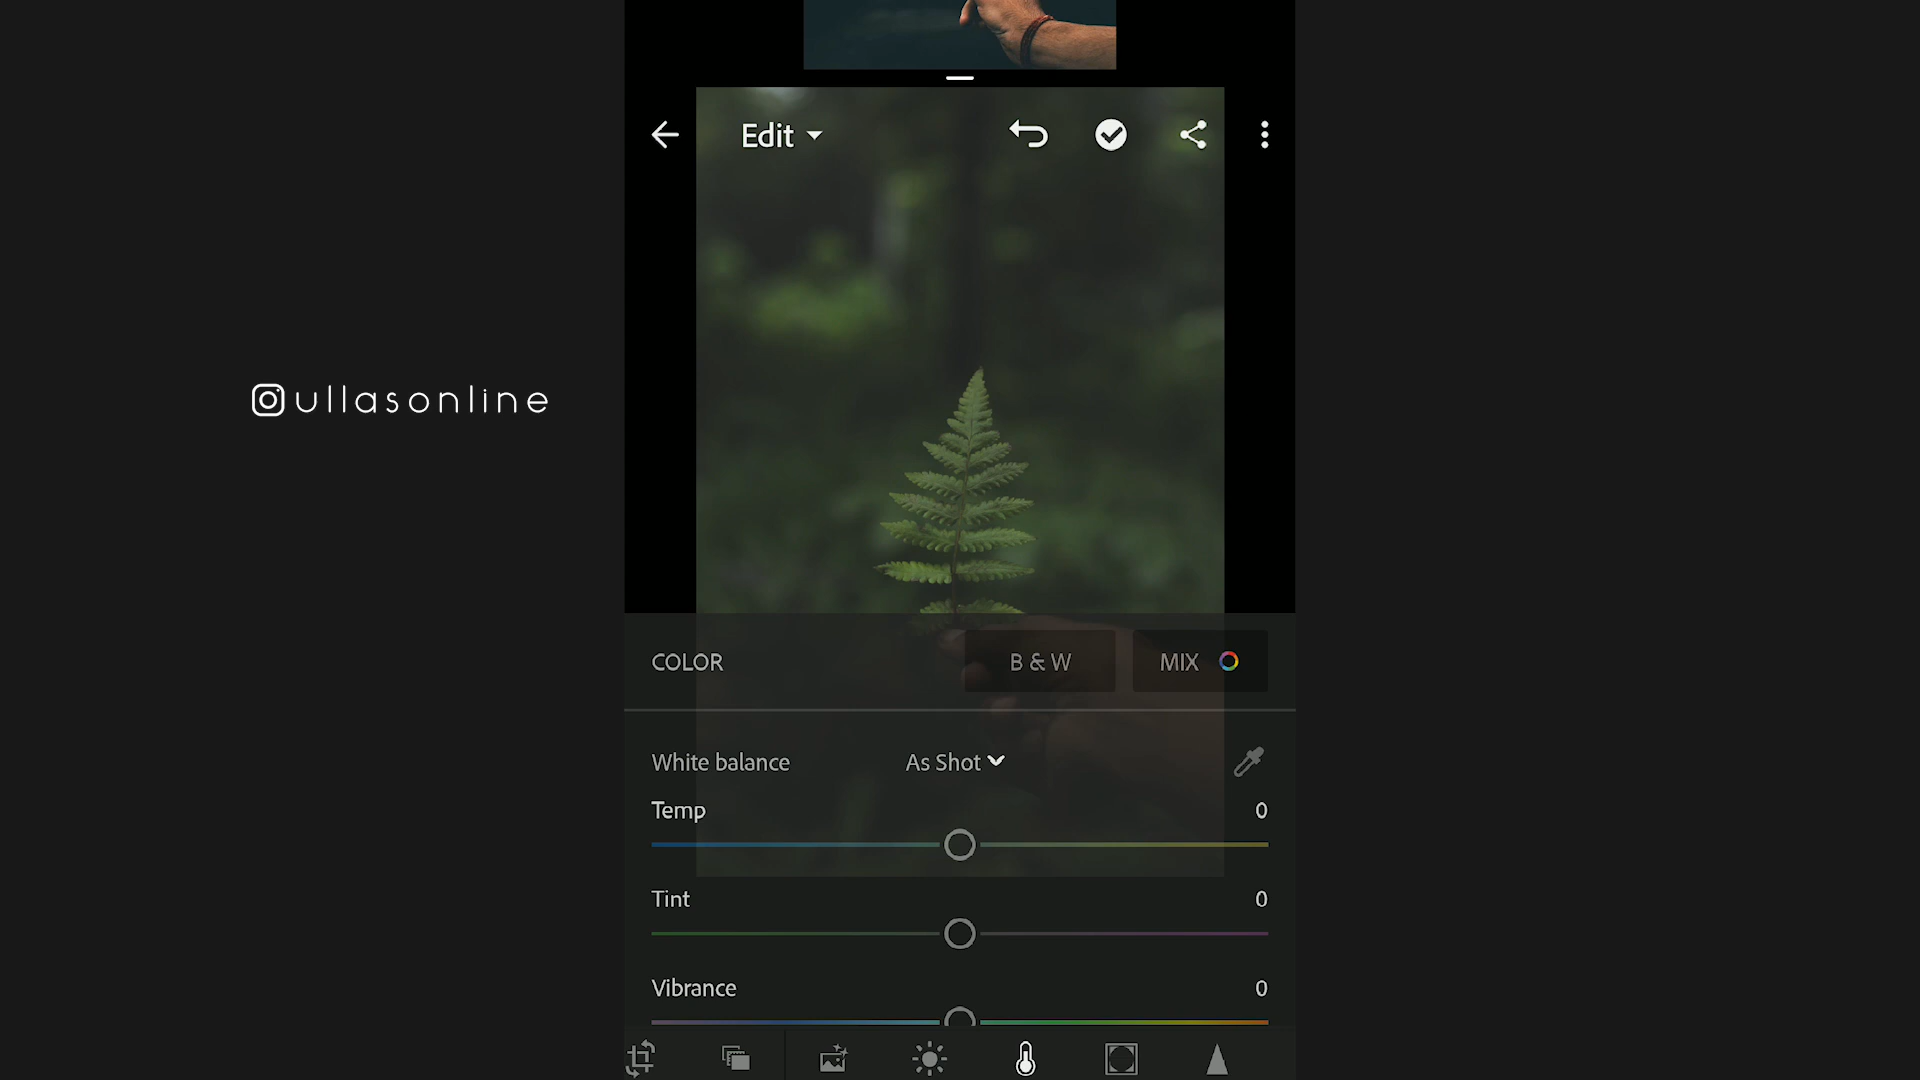 Edit
ullasonline
COLOR
B & W
MIX
White balance
As Shot
Temp
0
Tint
0
Vibrance
0